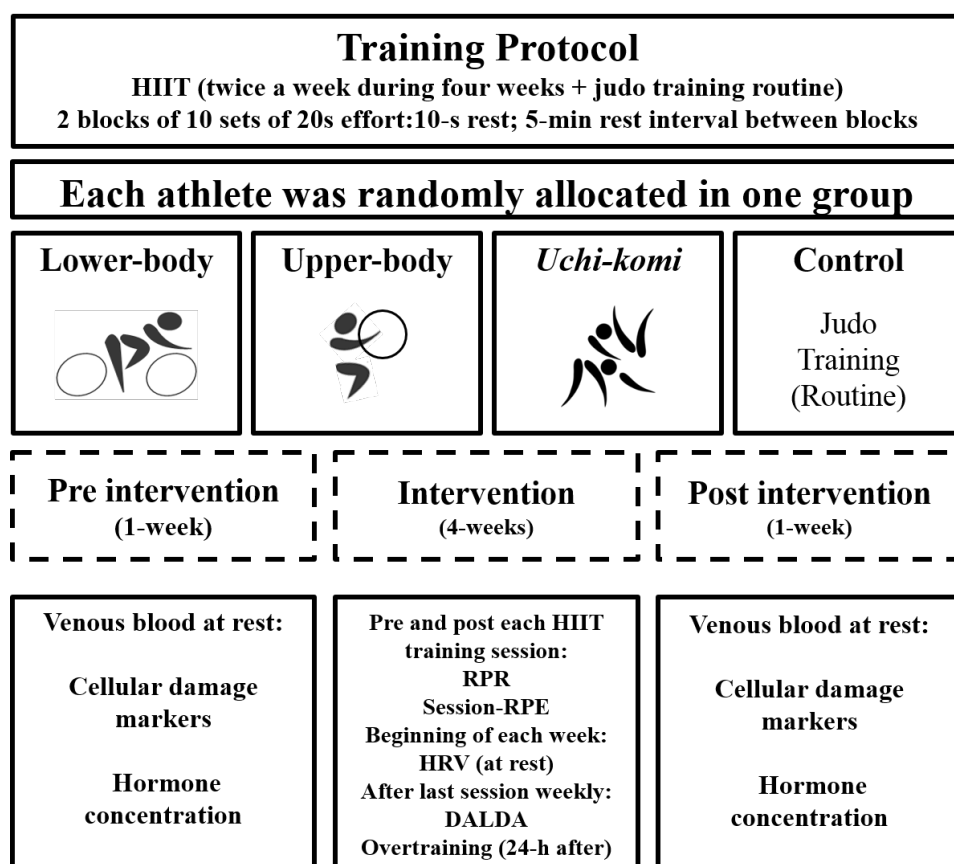 Training Protocol
HIIT (twice a week during four weeks + judo training routine)
2 blocks of 10 sets of 20s effort:10-s rest; 5-min rest interval between blocks
Each athlete was randomly allocated in one group
Lower-body
Upper-body
Uchi-komi
Control
Judo
Training
(Routine)
Pre intervention
(1-week)
Intervention
(4-weeks)
Post intervention
(1-week)
Venous blood at rest:
Cellular damage
markers
Hormone
concentration
Pre and post each HIIT
training session:
RPR
Session-RPE
Beginning of each week:
HRV (at rest)
After last session weekly:
DALDA
Overtraining (24-h after)
Venous blood at rest:
Cellular damage
markers
Hormone
concentration